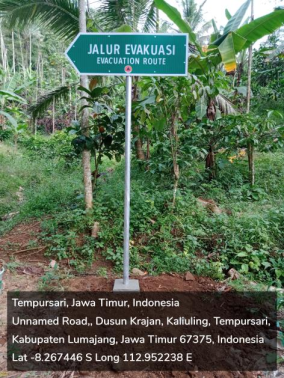 JALUR EVAKUASI
EVACUATION ROUTE
Tempursari, Jawa Timur, Indonesia
Unnamed Road,, Dusun Krajan, Kaliuling, Tempursari,
Kabupaten Lumajang, Jawa Timur 67375, Indonesia
Lat -8.267446 S Long 112.952238 E